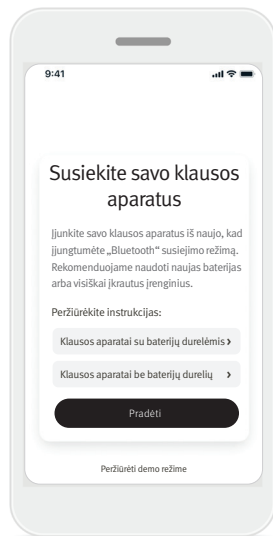 9:41
Susiekite savo klausos
aparatus
Įjunkite savo klausos aparatus iš naujo, kad
įjungtumėte „Bluetooth“ susiejimo režimą.
Rekomenduojame naudoti naujas baterijas
arba visiškai įkrautus įrenginius.
Peržiūrėkite instrukcijas:
Klausos aparatai su baterijų durelėmis ›
Klausos aparatai be baterijų durelių ›
Pradėti
Peržiūrėti demo režime